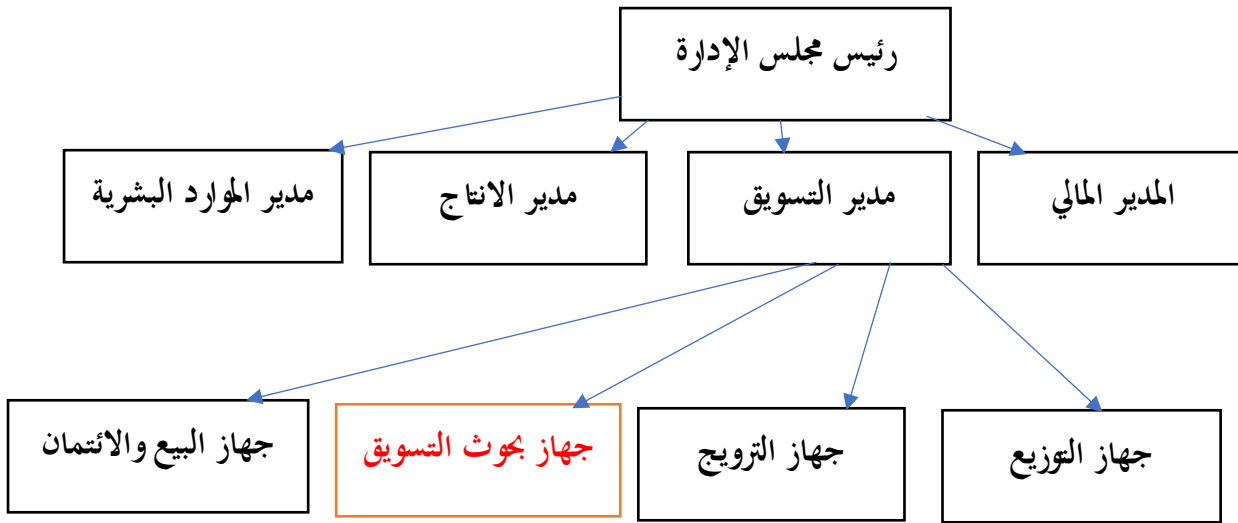 رئيس مجلس الإدارة
المدير المالي
مدير التسويق
مدير الانتاج
مدير الموارد البشرية
جهاز التوزيع
جهاز الترويج
جهاز بحوث التسويق
جهاز البيع والائتمان